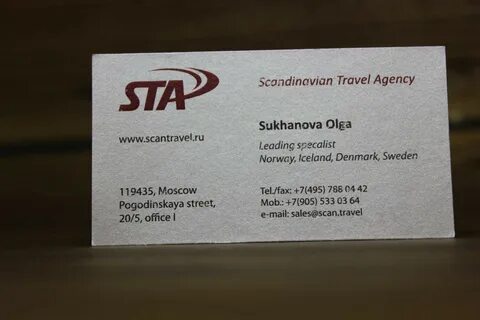 STA
www.scantravel.ru
119435, Moscow
Pogodinskaya street,
20/5, office I
Scandinavian Travel Agency
Sukhanova Olga
Leading specalist
Norway, Iceland, Denmark, Sweden
Tel./fax: +7(495) 788 04 42
Mob.: +7(905) 533 03 64
e-mail: sales@scan.travel